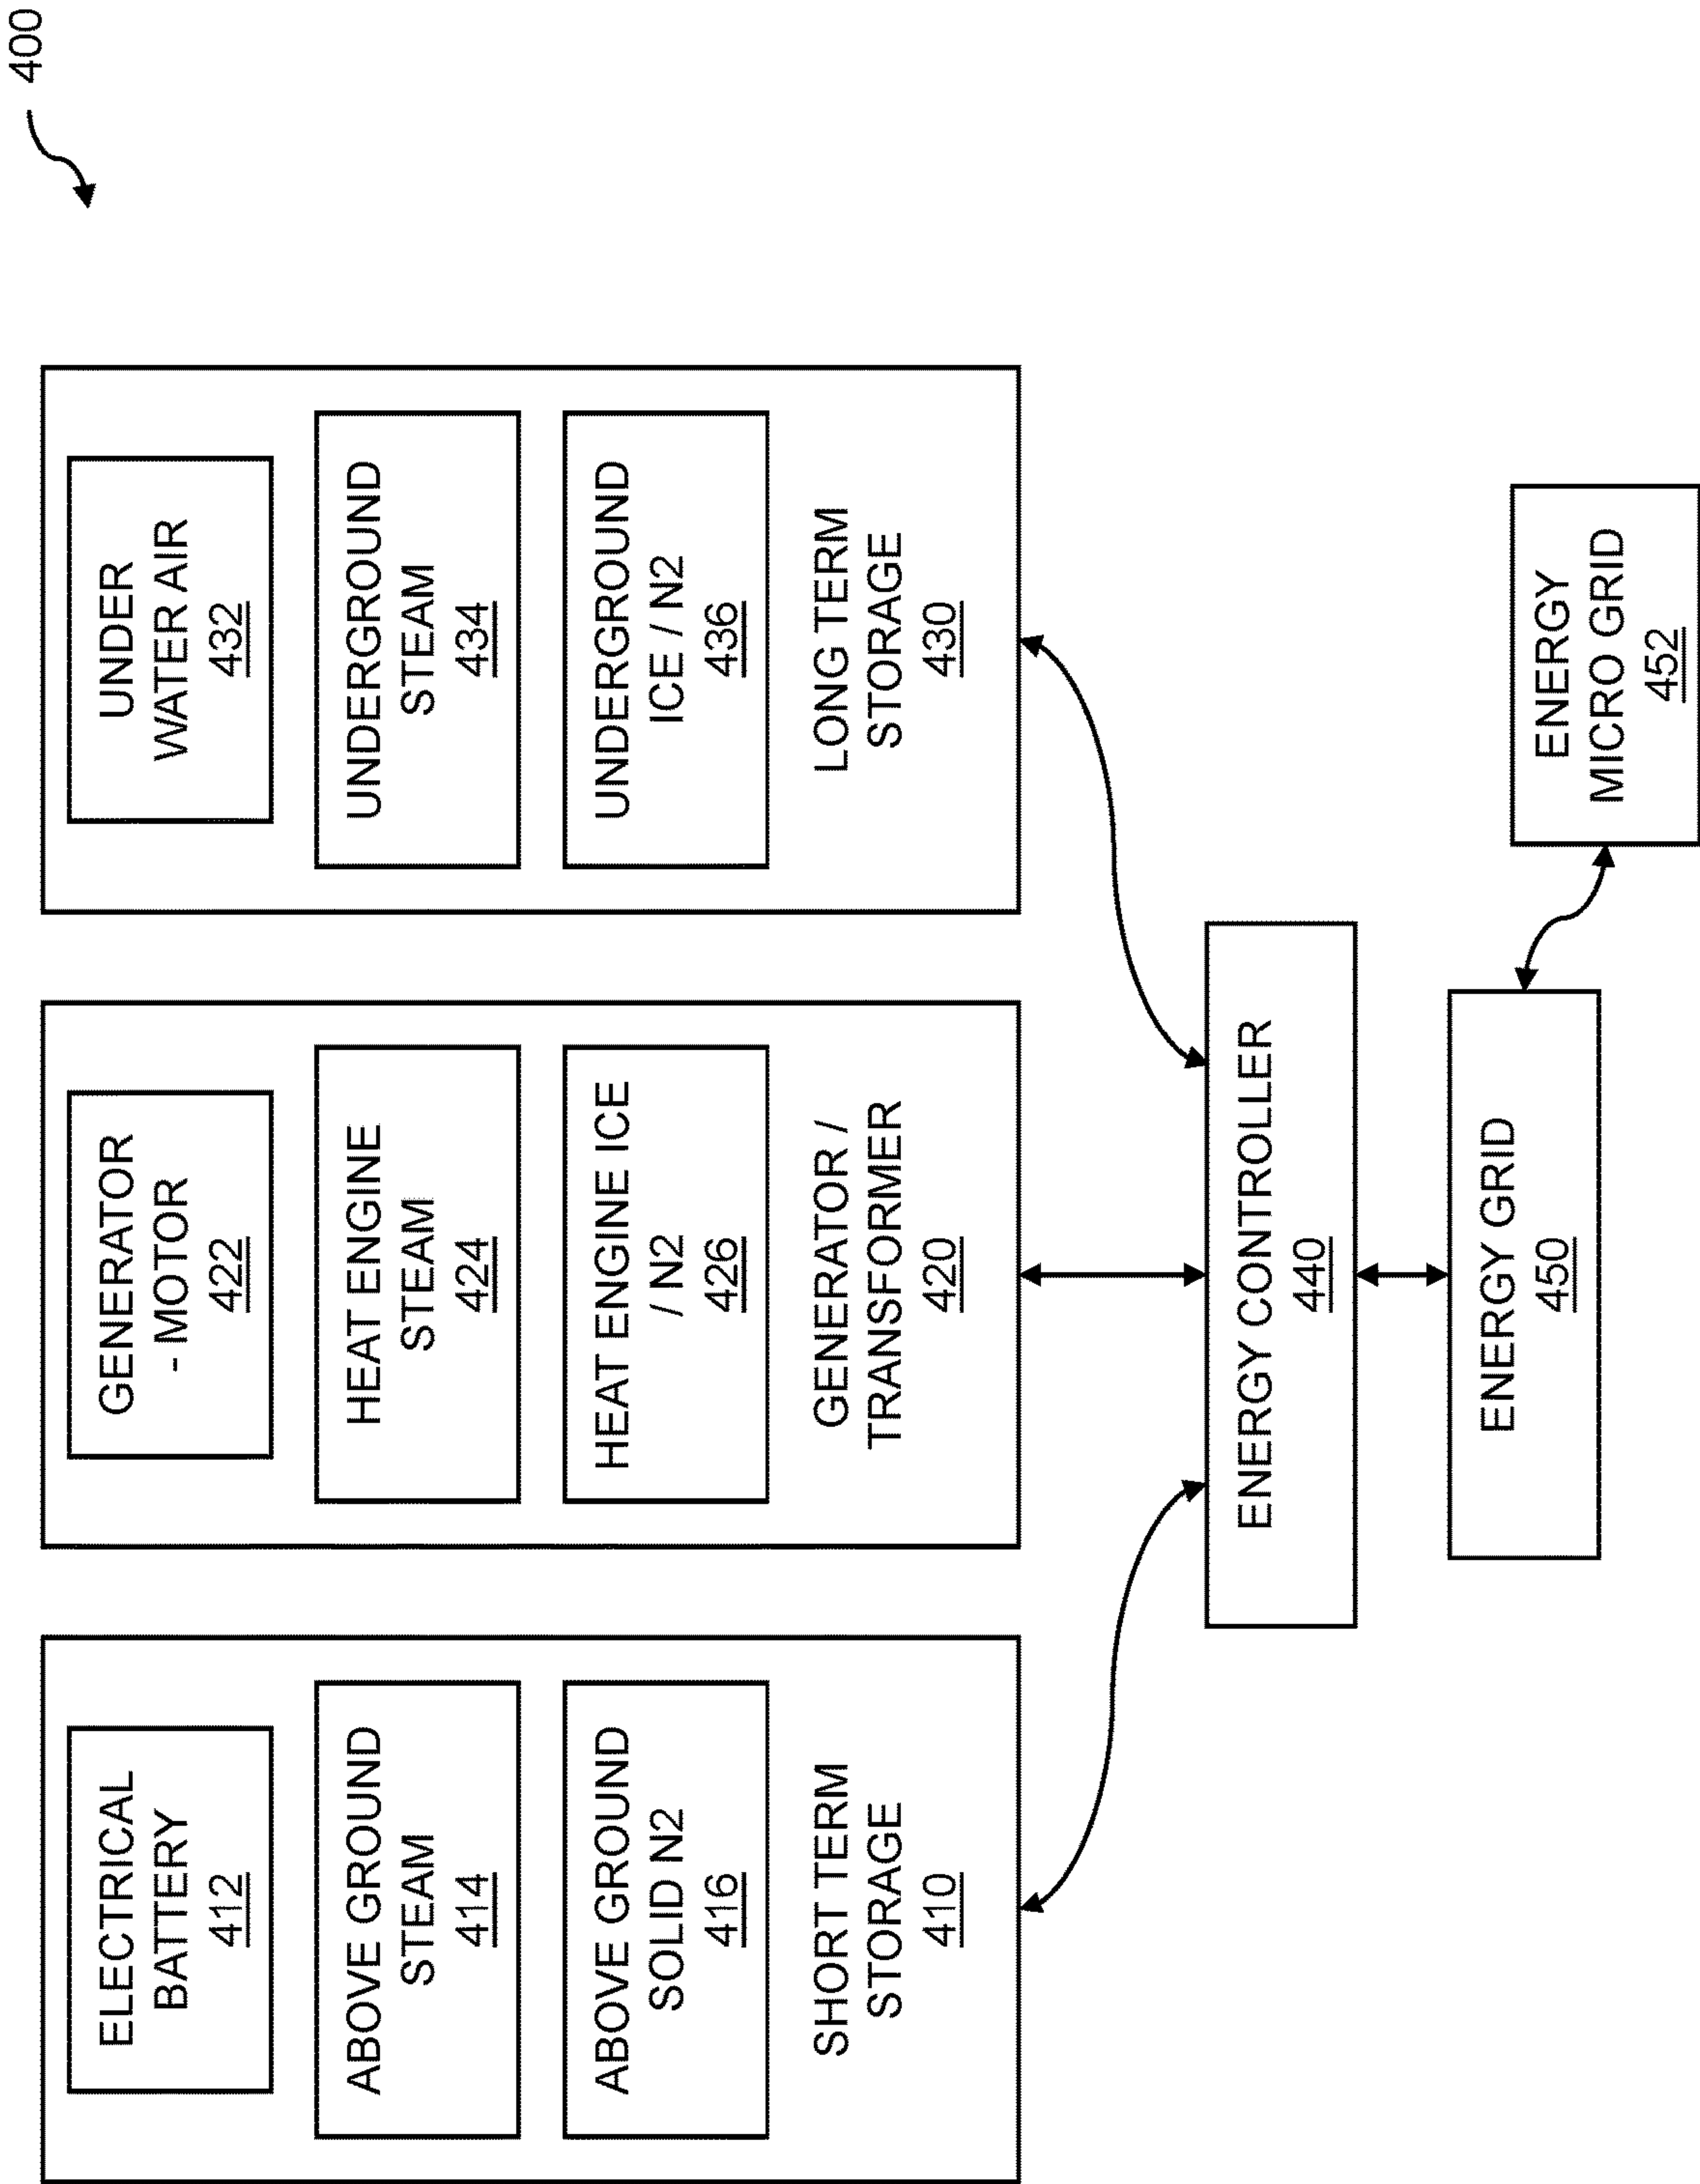 400
ELECTRICAL
BATTERY
412
ABOVE GROUND
STEAM
414
ABOVE GROUND
SOLID N2
416
SHORT TERM
STORAGE
410
GENERATOR
- MOTOR
422
HEAT ENGINE
STEAM
424
HEAT ENGINE ICE
/ N2
426
GENERATOR /
TRANSFORMER
420
UNDER
WATER AIR
432
UNDERGROUND
STEAM
434
UNDERGROUND
ICE / N2
436
LONG TERM
STORAGE
430
ENERGY CONTROLLER
440
ENERGY GRID
450
ENERGY
MICRO GRID
452